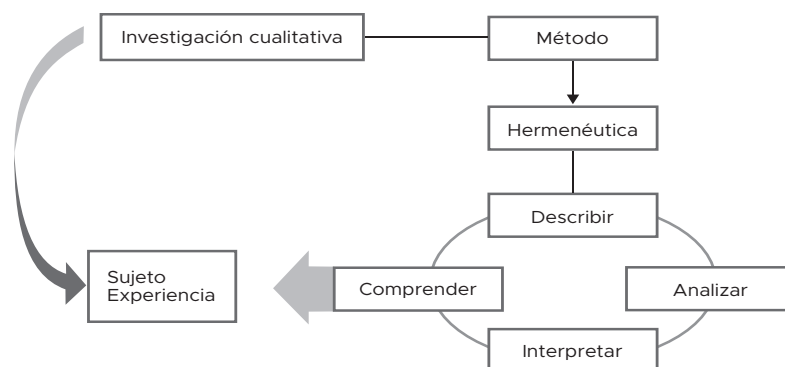 Investigación cualitativa
Método
Hermenéutica
Describir
Sujeto
Experiencia
Comprender
Analizar
Interpretar